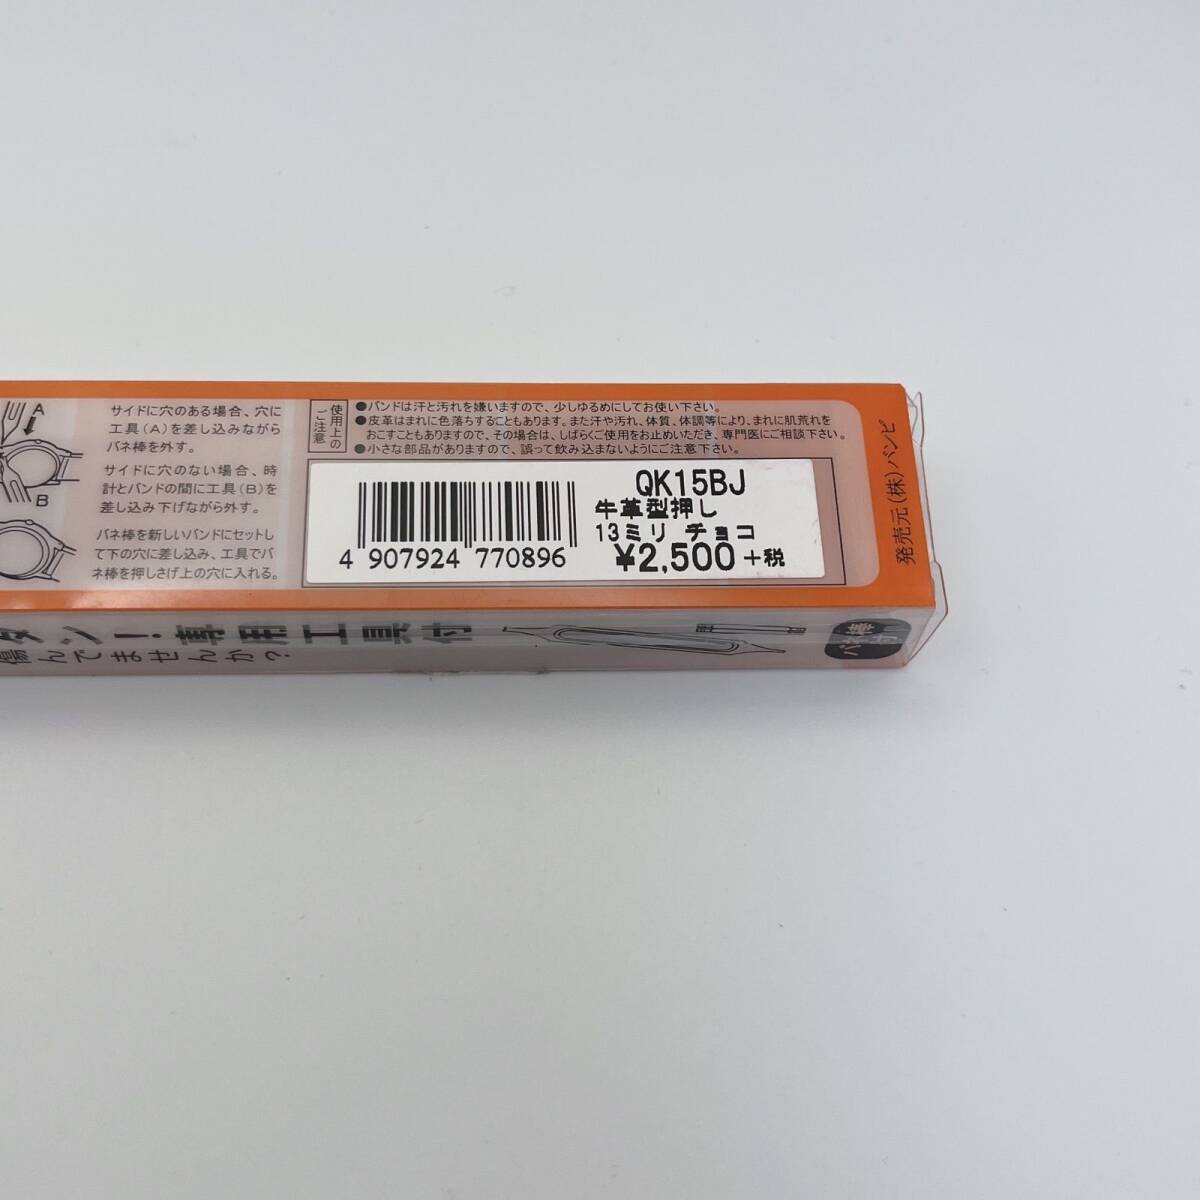 A
B
サイドに穴のある場合、穴に
工具(A)を差し込みながら
バネ棒を外す。
サイドに穴のない場合、時
計とバンドの間に工具(B)を
差し込み下げながら外す。
バネ棒を新しいバンドにセットし
て下の穴に差し込み、工具でバ
ネ棒を押しさげ上の穴に入れる。
使用上の
ご注意
●バンドは汗と汚れを嫌いますので、少しゆるめにしてお使い下さい。
●皮革はまれに色落ちすることもあります。また汗や汚れ、体質、体調等により、まれに肌荒れを
おこすこともありますので、その場合は、しばらくご使用をお止めいただき、専門医にご相談下さい。
●小さな部品がありますので、誤って飲み込まないようにご注意下さい。
QK15BJ
牛革型押し
13ミリ チョコ
¥2,500+税
4 907924 770896
発売元(株)バンビ
タン!専用工具付
傷んでませんか?
バネ棒付